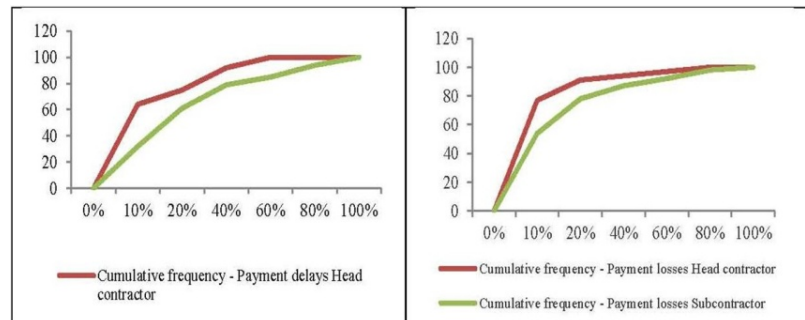 120
100
80
60
40
20
0
0% 10% 20% 40% 60% 80% 100%
Cumulative frequency - Payment delays Head
contractor
120
100
80
60
40
20
0
0% 10% 20% 40% 60% 80% 100%
Cumulative frequency - Payment losses Head contractor
Cumulative frequency - Payment losses Subcontractor